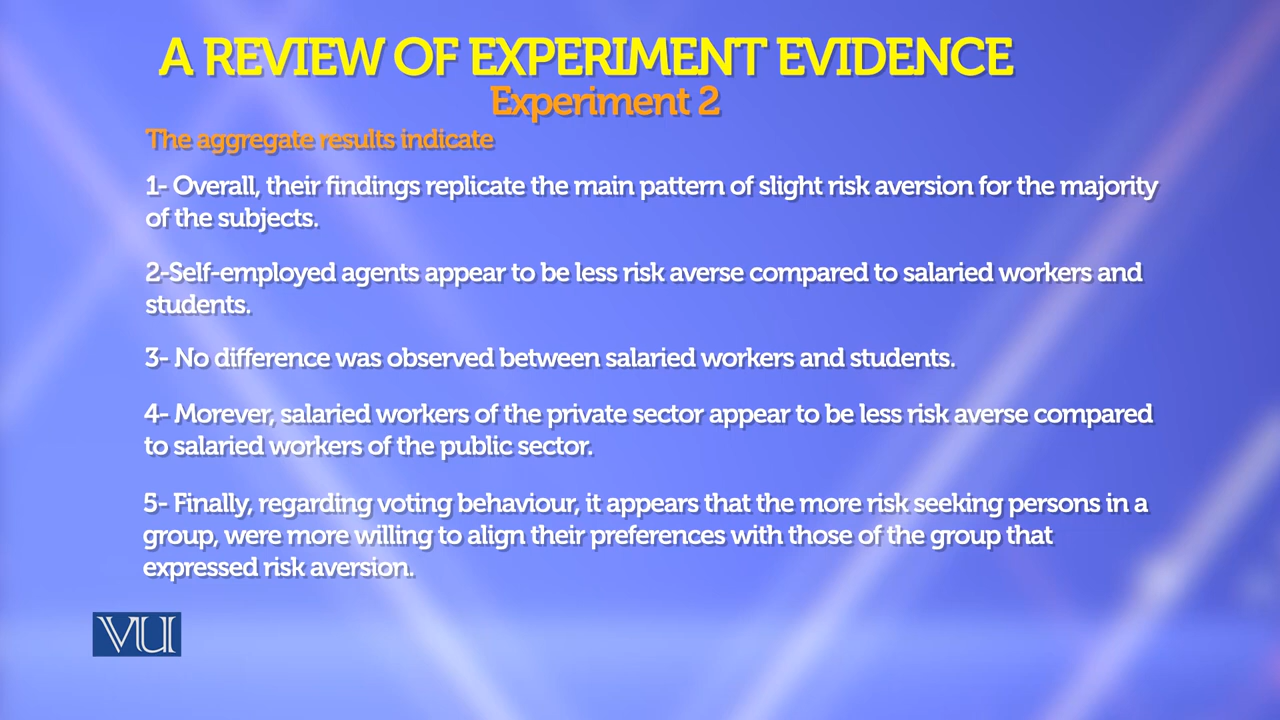 A REVIEW OF EXPERIMENT EVIDENCE
Experiment 2
The aggregate results indicate
1- Overall, their findings replicate the main pattern of slight risk aversion for the majority
of the subjects.
2-Self-employed agents appear to be less risk averse compared to salaried workers and
students.
3- No difference was observed between salaried workers and students.
4- Morever, salaried workers of the private sector appear to be less risk averse compared
to salaried workers of the public sector.
5- Finally, regarding voting behaviour, it appears that the more risk seeking persons in a
group, were more willing to align their preferences with those of the group that
expressed risk aversion.
VU